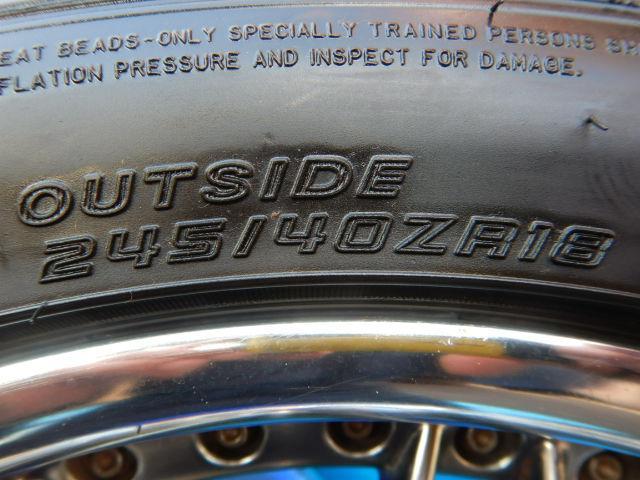 EAT BEADS-ONLY SPECIALLY TRAINED PERSONS
FLATION PRESSURE AND INSPECT FOR DAMAGE.
OUTSIDE
245/40ZR18